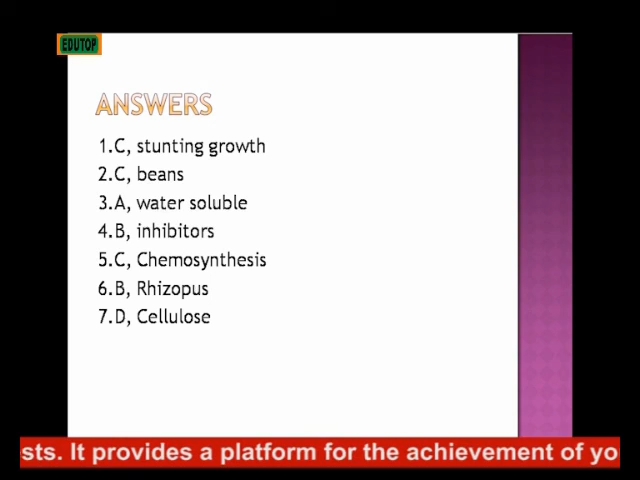 EDUTOP
ANSWERS
1.C, stunting growth
2.C, beans
3.A, water soluble
4.B, inhibitors
5.C, Chemosynthesis
6.B, Rhizopus
7.D, Cellulose
sts. It provides a platform for the achievement of yo